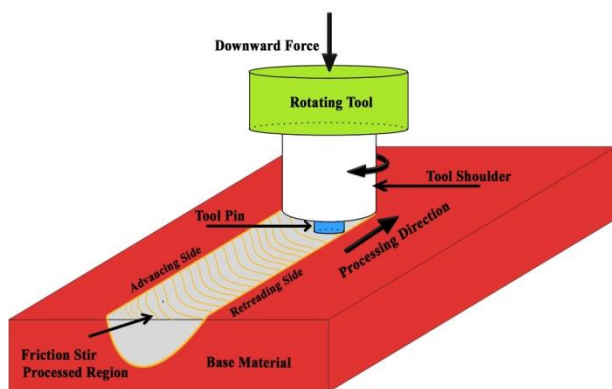 Downward Force
Rotating Tool
Tool Shoulder
Tool Pin
Processing Direction
Advancing Side
Retreading Side
Friction Stir
Processed Region
Base Material